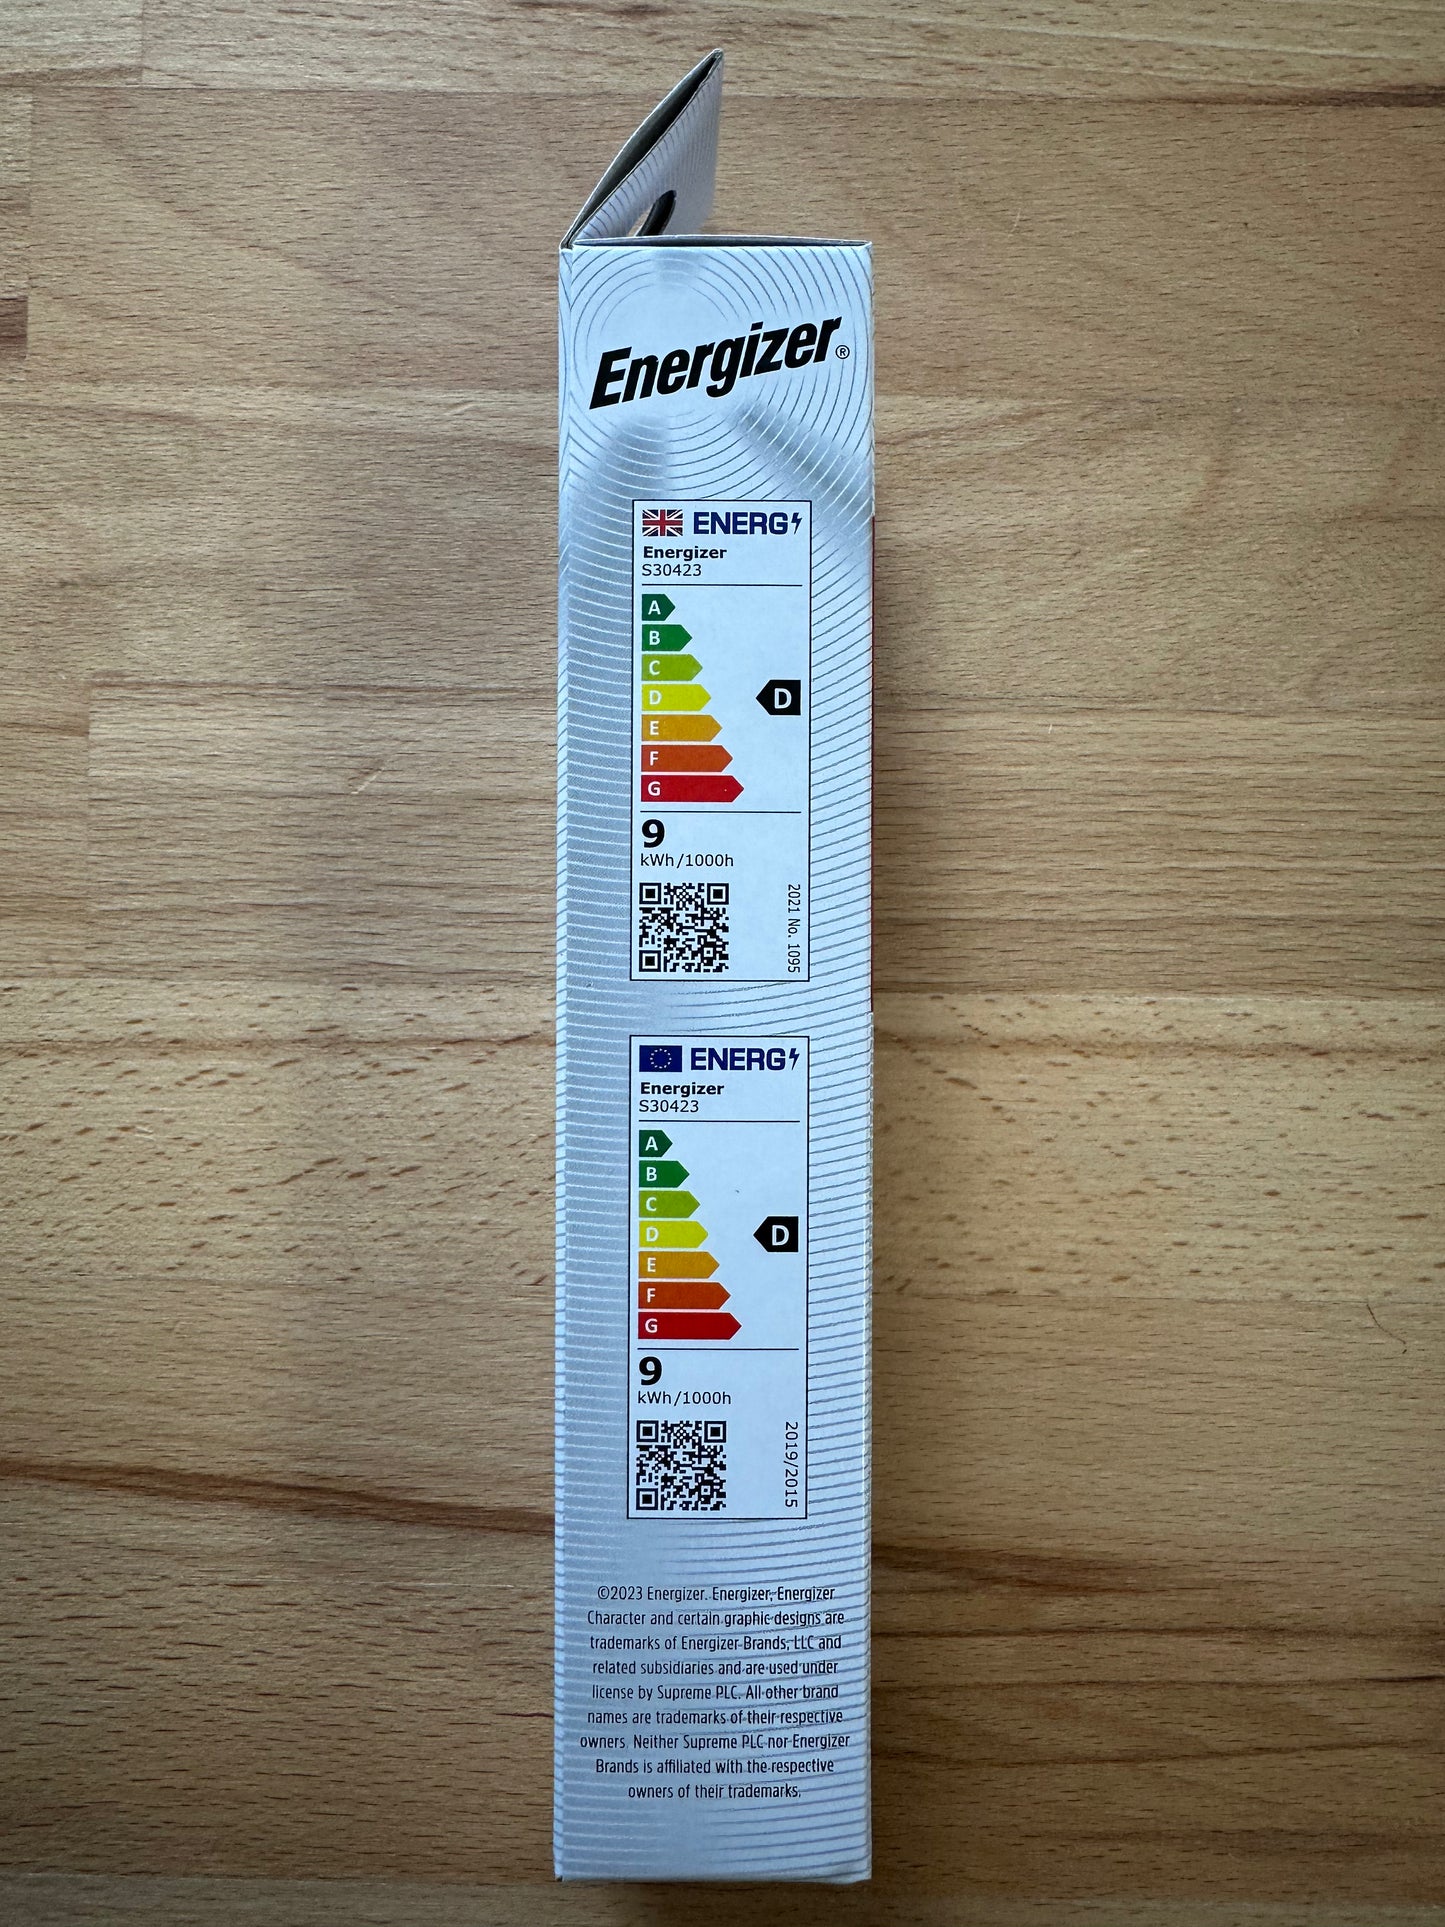 Energizer®
ENERG
Energizer
S30423
A
B
C
D
D
E
F
G
9
kWh/1000h
2021 No. 1095
ENERG
Energizer
S30423
A
B
C
D
D
E
F
G
9
kWh/1000h
2019/2015
©2023 Energizer. Energizer, Energizer
Character and certain graphic designs are
trademarks of Energizer Brands, LLC and
related subsidiaries and are used under
license by Supreme PLC. All other brand
names are trademarks of their respective
owners. Neither Supreme PLC nor Energizer
Brands is affiliated with the respective
owners of their trademarks.